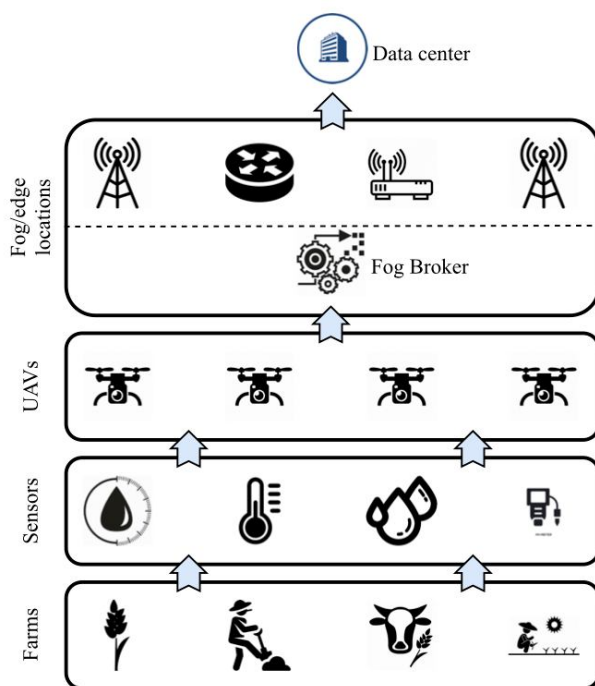 Data center
Fog/edge
locations
Fog Broker
UAVs
Sensors
Farms